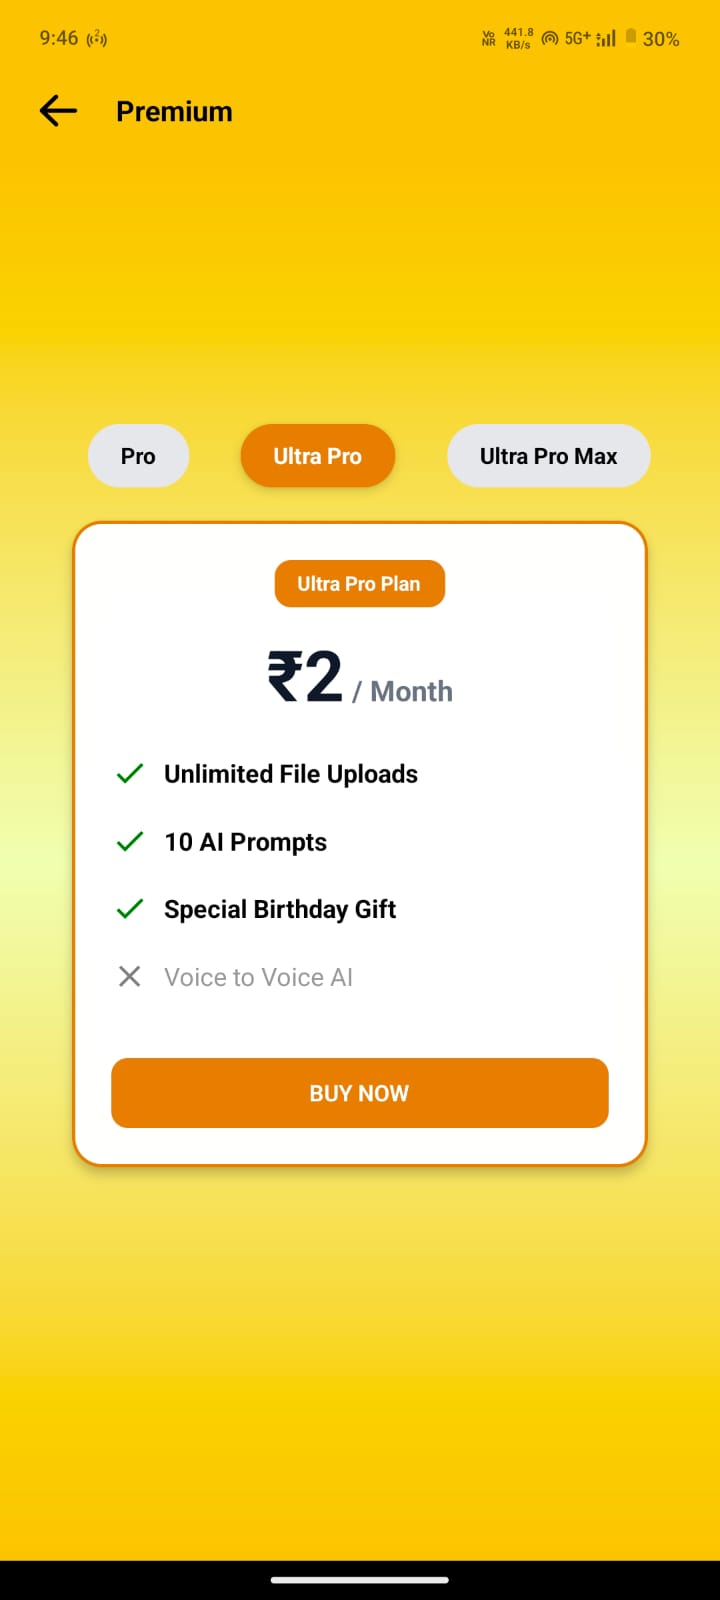 9:46
Vo NR 441.8 KB/s 5G+ 30%
Premium
Pro Ultra Pro Ultra Pro Max
Ultra Pro Plan
₹2 / Month
Unlimited File Uploads
10 AI Prompts
Special Birthday Gift
Voice to Voice AI
BUY NOW